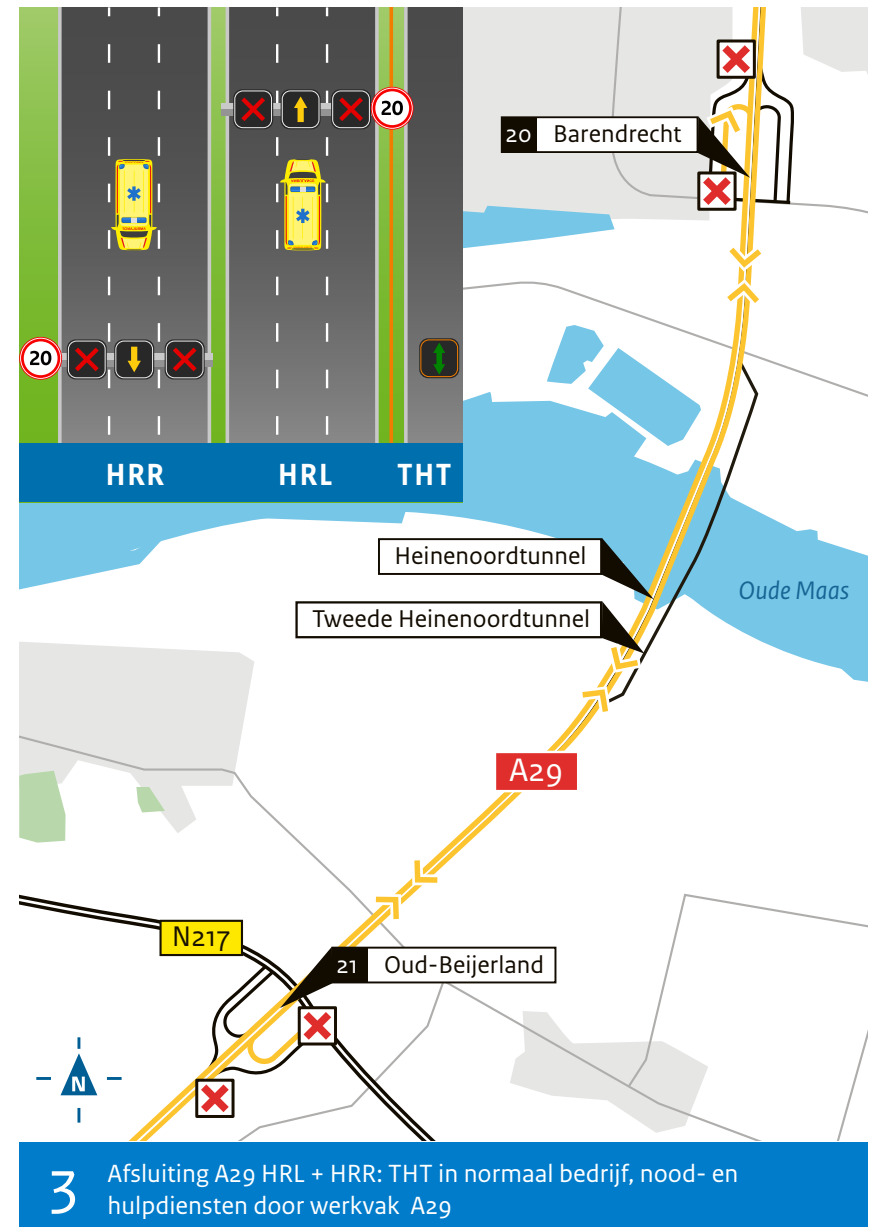 20
20
HRR HRL THT
20 Barendrecht
Heinenoordtunnel
Oude Maas
Tweede Heinenoordtunnel
A29
N217
21 Oud-Beijerland
N
3 Afsluiting A29 HRL + HRR: THT in normaal bedrijf, nood- en
hulpdiensten door werkvak A29